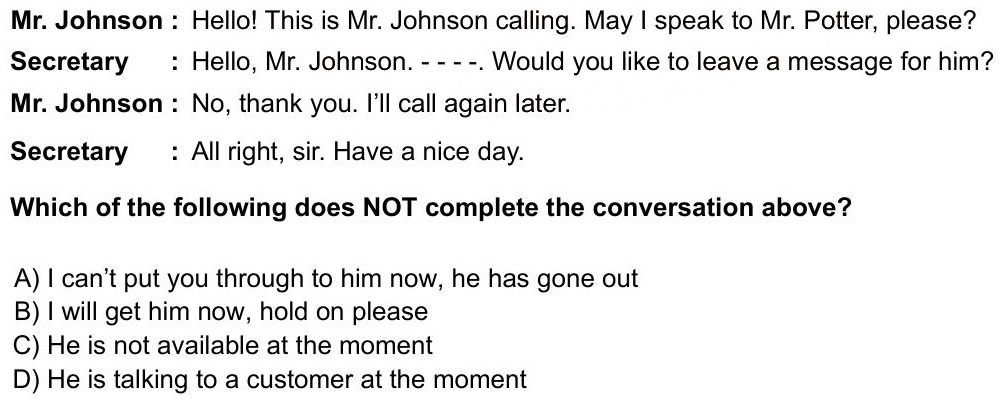 Mr. Johnson : Hello! This is Mr. Johnson calling. May I speak to Mr. Potter, please?
Secretary : Hello, Mr. Johnson. - - - -. Would you like to leave a message for him?
Mr. Johnson : No, thank you. I’ll call again later.
Secretary : All right, sir. Have a nice day.
Which of the following does NOT complete the conversation above?
A) I can’t put you through to him now, he has gone out
B) I will get him now, hold on please
C) He is not available at the moment
D) He is talking to a customer at the moment